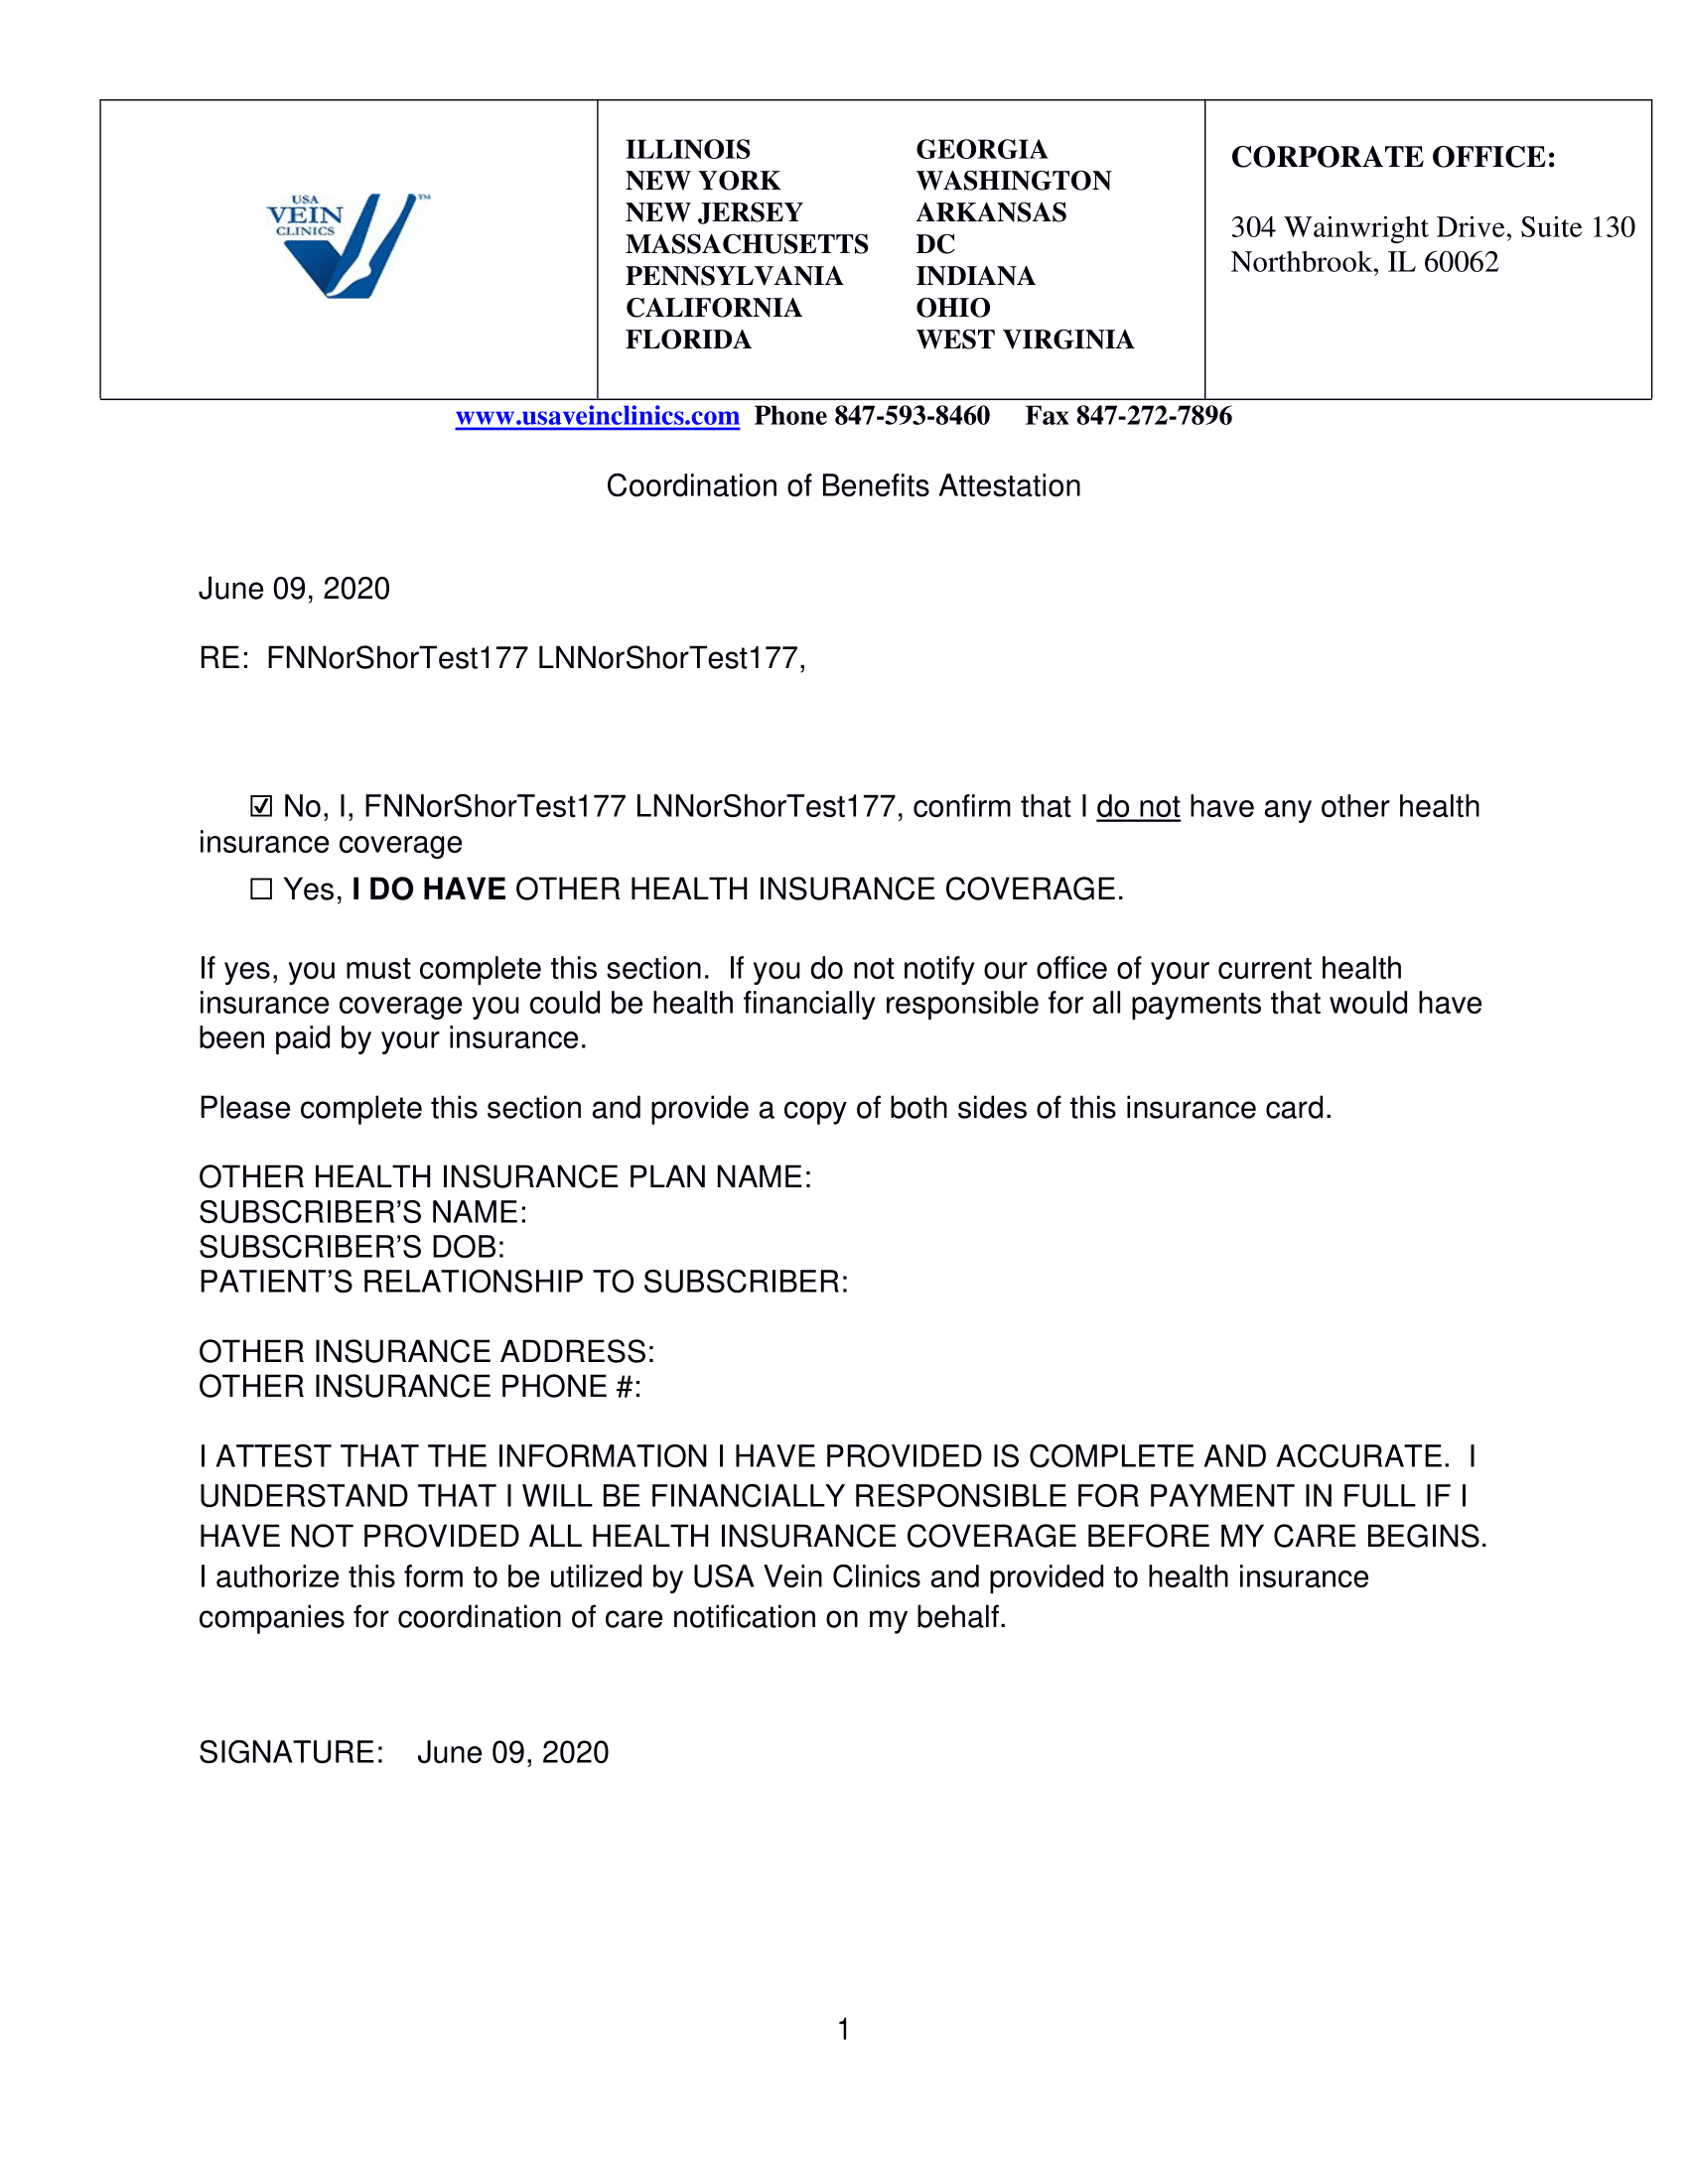 USA
VEIN
CLINICS
TM
ILLINOIS
NEW YORK
NEW JERSEY
MASSACHUSETTS
PENNSYLVANIA
CALIFORNIA
FLORIDA
GEORGIA
WASHINGTON
ARKANSAS
DC
INDIANA
OHIO
WEST VIRGINIA
CORPORATE OFFICE:
304 Wainwright Drive, Suite 130
Northbrook, IL 60062
www.usaveinclinics.com Phone 847-593-8460 Fax 847-272-7896
Coordination of Benefits Attestation
June 09, 2020
RE: FNNorShorTest177 LNNorShorTest177,
☑ No, I, FNNorShorTest177 LNNorShorTest177, confirm that I do not have any other health
insurance coverage
☐ Yes, I DO HAVE OTHER HEALTH INSURANCE COVERAGE.
If yes, you must complete this section. If you do not notify our office of your current health
insurance coverage you could be health financially responsible for all payments that would have
been paid by your insurance.
Please complete this section and provide a copy of both sides of this insurance card.
OTHER HEALTH INSURANCE PLAN NAME:
SUBSCRIBER’S NAME:
SUBSCRIBER’S DOB:
PATIENT’S RELATIONSHIP TO SUBSCRIBER:
OTHER INSURANCE ADDRESS:
OTHER INSURANCE PHONE #:
I ATTEST THAT THE INFORMATION I HAVE PROVIDED IS COMPLETE AND ACCURATE. I
UNDERSTAND THAT I WILL BE FINANCIALLY RESPONSIBLE FOR PAYMENT IN FULL IF I
HAVE NOT PROVIDED ALL HEALTH INSURANCE COVERAGE BEFORE MY CARE BEGINS.
I authorize this form to be utilized by USA Vein Clinics and provided to health insurance
companies for coordination of care notification on my behalf.
SIGNATURE: June 09, 2020
1